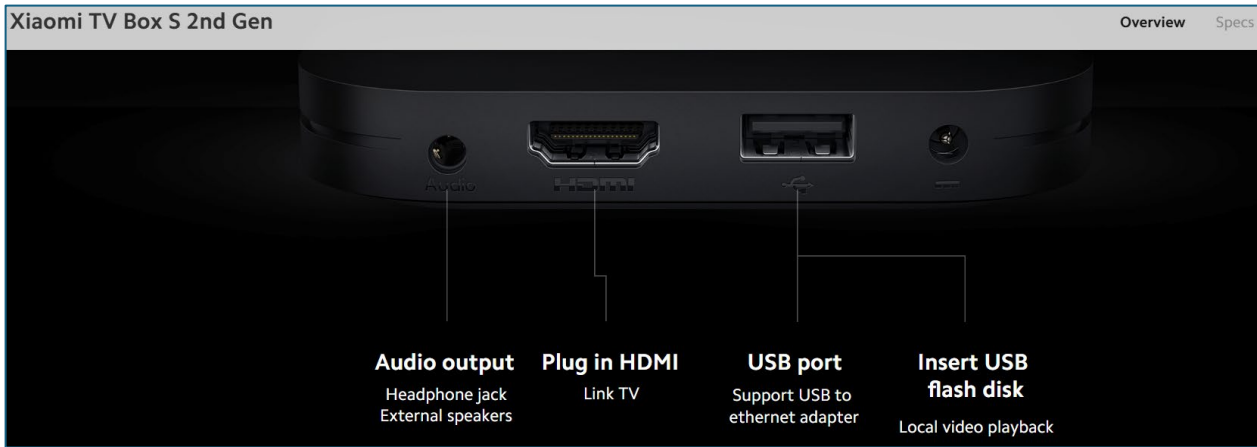 Xiaomi TV Box S 2nd Gen
Overview Specs
Audio
HDMI
Audio output
Headphone jack
External speakers
Plug in HDMI
Link TV
USB port
Support USB to
ethernet adapter
Insert USB
flash disk
Local video playback